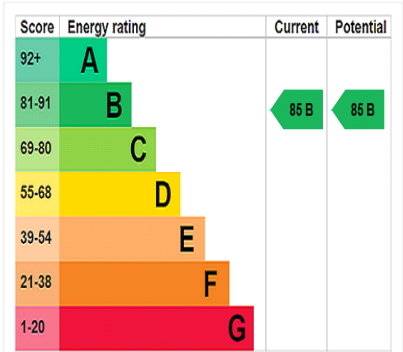 Score Energy rating Current Potential
92+ A
81-91 B 85 B 85 B
69-80 C
55-68 D
39-54 E
21-38 F
1-20 G